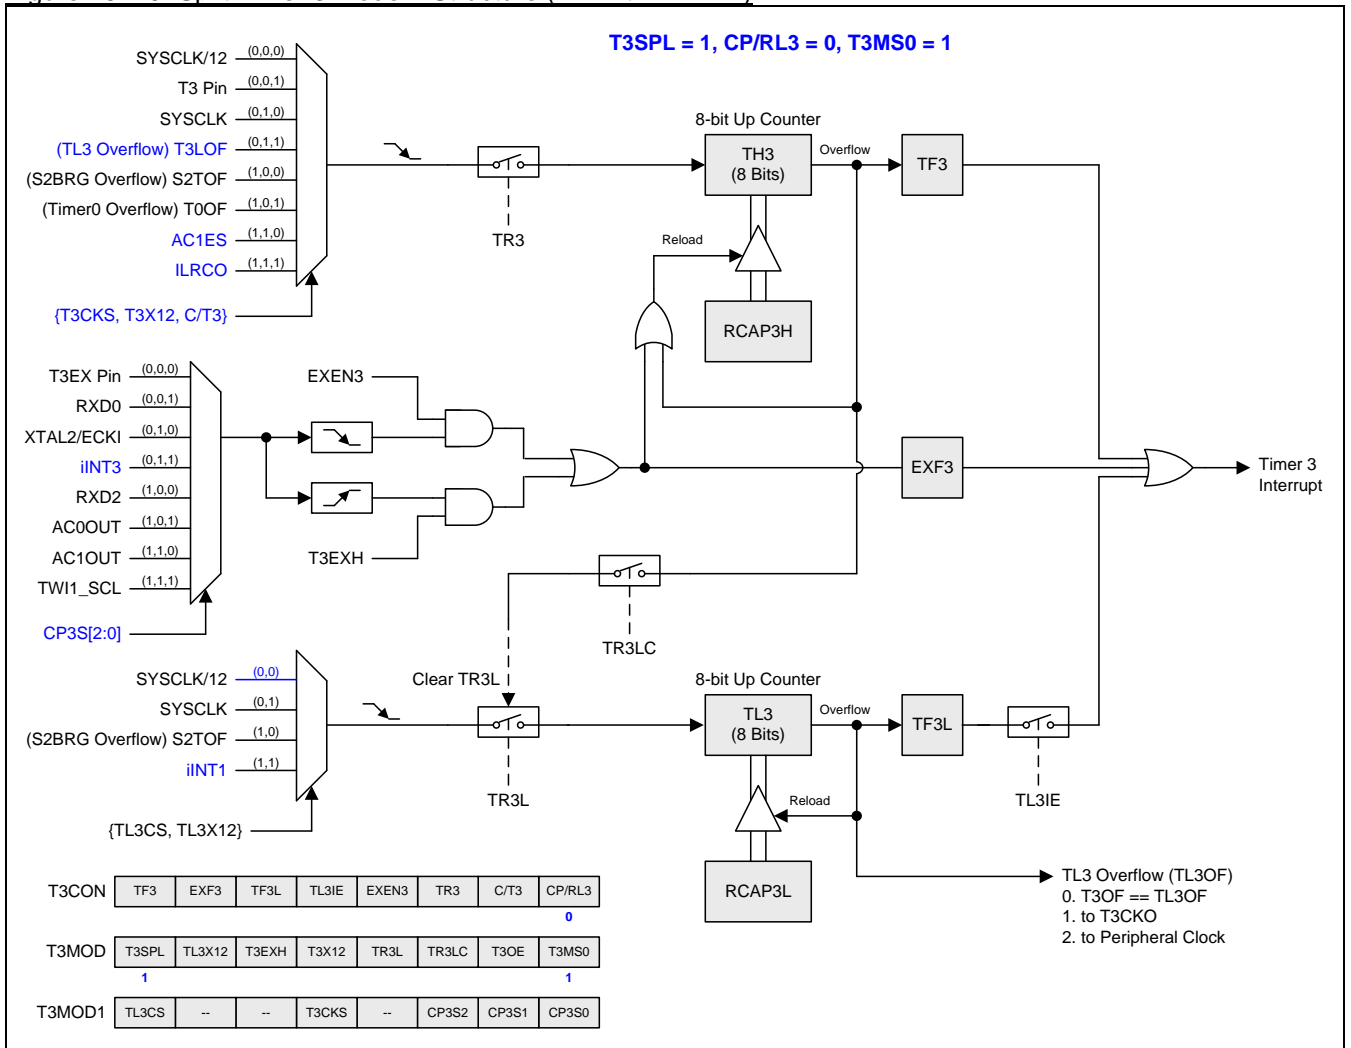 T3SPL = 1, CP/RL3 = 0, T3MS0 = 1
SYSCLK/12 (0,0,0)
T3 Pin (0,0,1)
SYSCLK (0,1,0)
(TL3 Overflow) T3LOF (0,1,1)
(S2BRG Overflow) S2TOF (1,0,0)
(Timer0 Overflow) T0OF (1,0,1)
AC1ES (1,1,0)
ILRCO (1,1,1)
{T3CKS, T3X12, C/T3}
TR3
8-bit Up Counter
TH3
(8 Bits)
Overflow
TF3
Reload
RCAP3H
T3EX Pin (0,0,0)
RXD0 (0,0,1)
XTAL2/ECKI (0,1,0)
iINT3 (0,1,1)
RXD2 (1,0,0)
AC0OUT (1,0,1)
AC1OUT (1,1,0)
TWI1_SCL (1,1,1)
CP3S[2:0]
EXEN3
T3EXH
EXF3
Timer 3
Interrupt
TR3LC
SYSCLK/12 (0,0)
SYSCLK (0,1)
(S2BRG Overflow) S2TOF (1,0)
iINT1 (1,1)
{TL3CS, TL3X12}
Clear TR3L
TR3L
8-bit Up Counter
TL3
(8 Bits)
Overflow
TF3L
TL3IE
Reload
RCAP3L
TL3 Overflow (TL3OF)
0. T3OF == TL3OF
1. to T3CKO
2. to Peripheral Clock
T3CON TF3 EXF3 TF3L TL3IE EXEN3 TR3 C/T3 CP/RL3
0
T3MOD T3SPL TL3X12 T3EXH T3X12 TR3L TR3LC T3OE T3MS0
1 1
T3MOD1 TL3CS -- -- T3CKS -- CP3S2 CP3S1 CP3S0